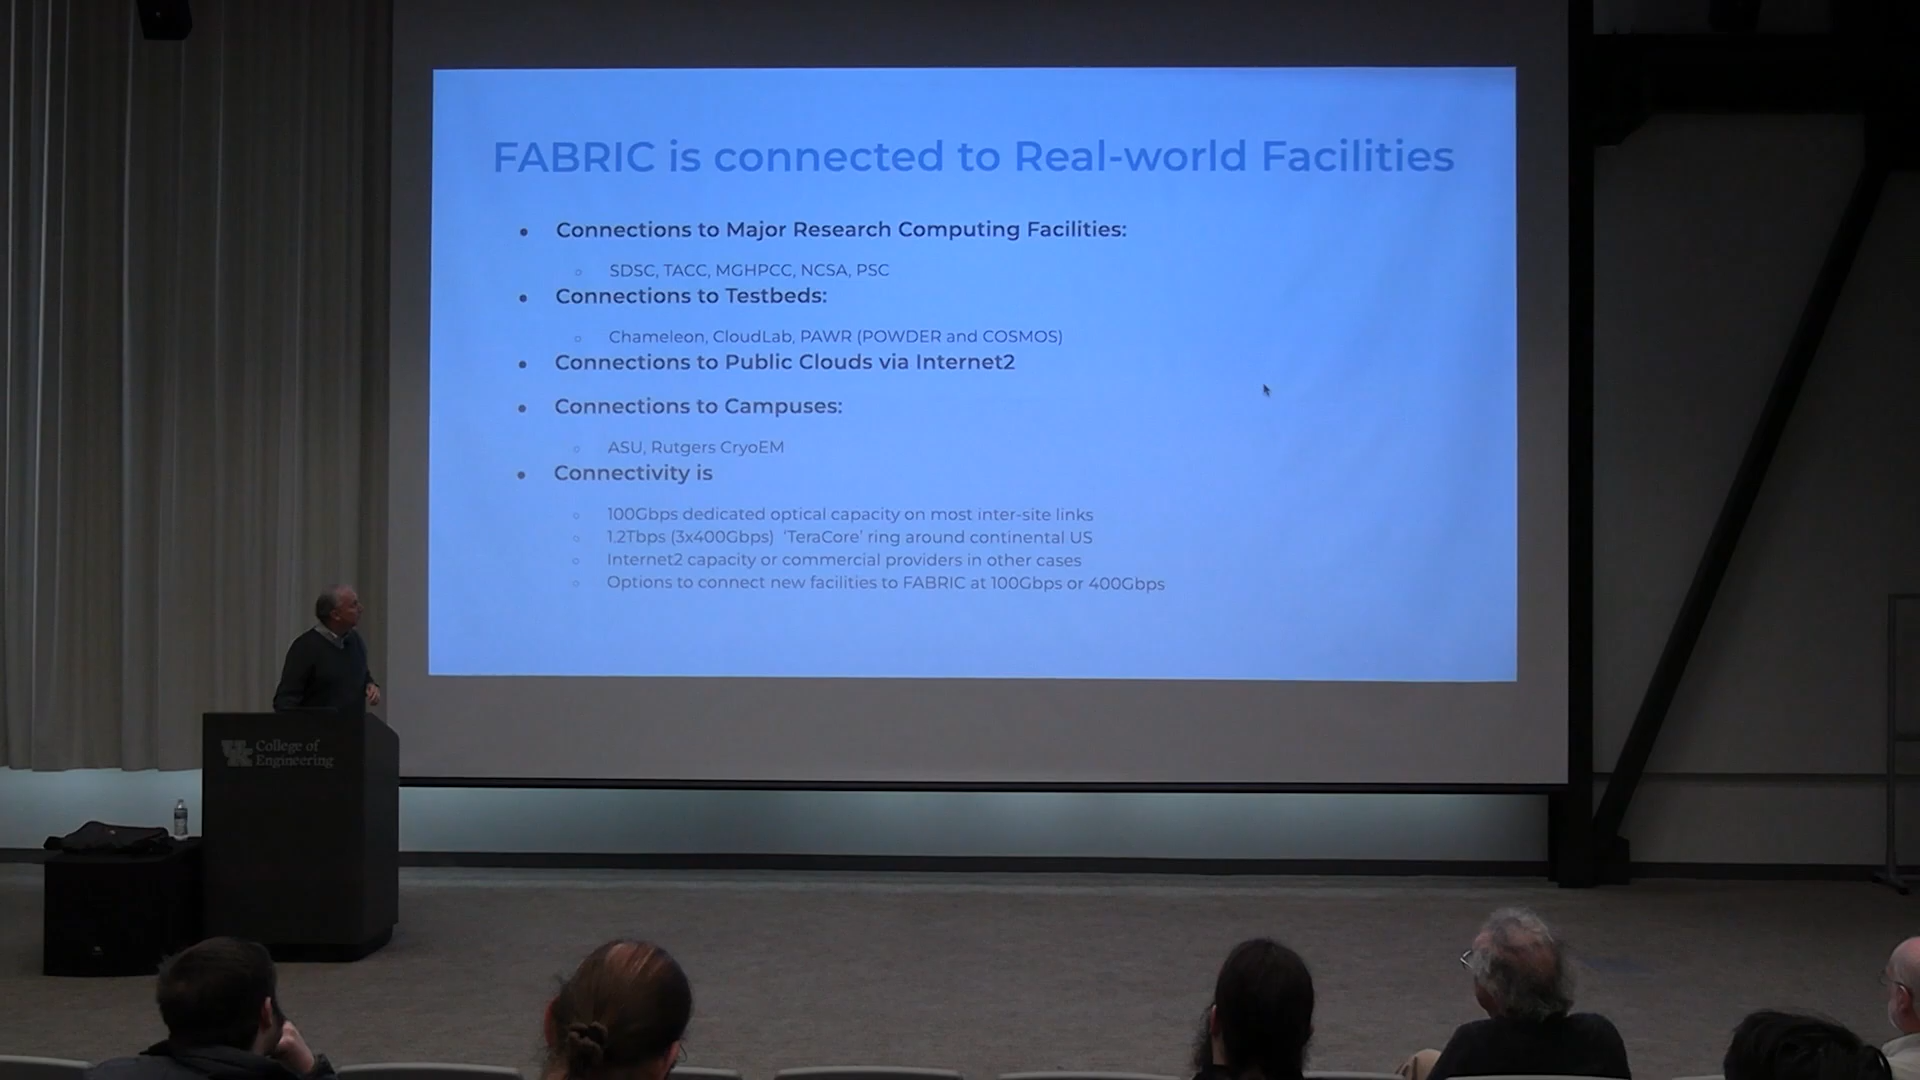 FABRIC is connected to Real-world Facilities
• Connections to Major Research Computing Facilities:
○ SDSC, TACC, MGHPCC, NCSA, PSC
• Connections to Testbeds:
○ Chameleon, CloudLab, PAWR (POWDER and COSMOS)
• Connections to Public Clouds via Internet2
• Connections to Campuses:
○ ASU, Rutgers CryoEM
• Connectivity is
○ 100Gbps dedicated optical capacity on most inter-site links
○ 1.2Tbps (3x400Gbps) ‘TeraCore’ ring around continental US
○ Internet2 capacity or commercial providers in other cases
○ Options to connect new facilities to FABRIC at 100Gbps or 400Gbps
UK College of
Engineering